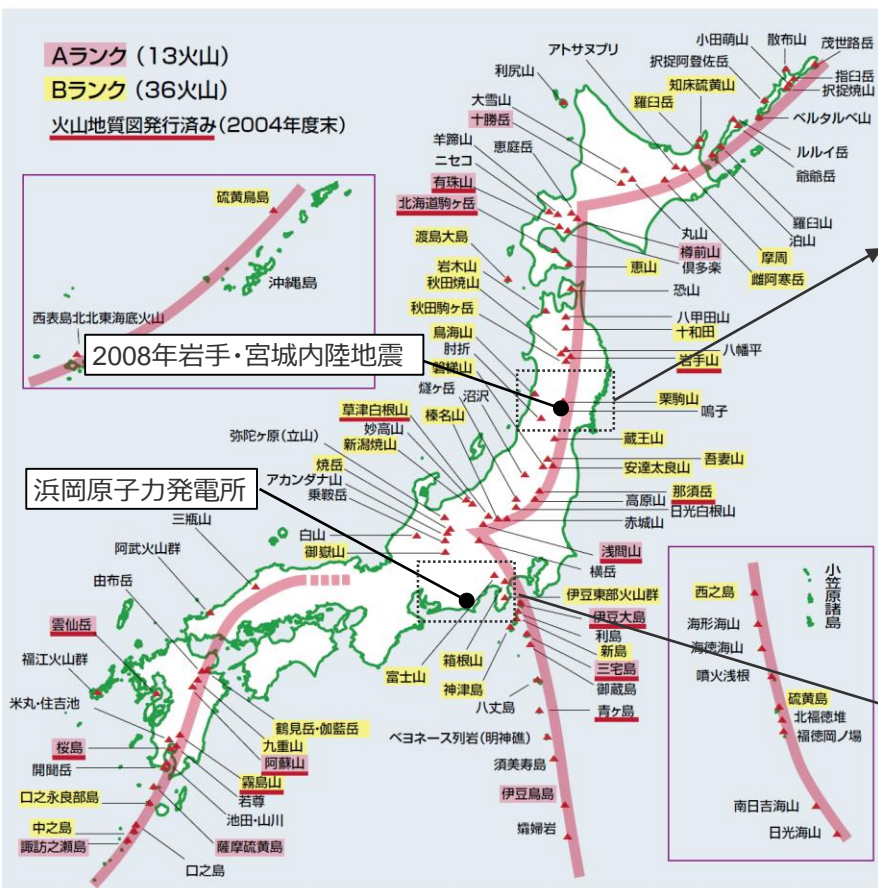 Aランク (13火山)
Bランク (36火山)
火山地質図発行済み(2004年度末)
硫黄鳥島
沖縄島
西表島北北東海底火山
小田萌山
散布山
茂世路岳
アトサヌプリ
択捉阿登佐岳
指臼岳
利尻山
知床硫黄山
択捉焼山
羅臼岳
大雪山
十勝岳
ベルタルベ山
羊蹄山
恵庭岳
ルルイ岳
ニセコ
爺爺岳
有珠山
北海道駒ヶ岳
羅臼山
丸山
泊山
渡島大島
樽前山
摩周
岩木山
恵山
倶多楽
雌阿寒岳
秋田焼山
恐山
秋田駒ヶ岳
八甲田山
十和田
鳥海山
八幡平
肘折
岩手山
2008年岩手・宮城内陸地震
磐梯山
燧ヶ岳
沼沢
栗駒山
草津白根山
榛名山
鳴子
妙高山
蔵王山
弥陀ヶ原(立山)
新潟焼山
吾妻山
焼岳
安達太良山
アカンダナ山
那須岳
浜岡原子力発電所
乗鞍岳
高原山
日光白根山
三瓶山
白山
赤城山
阿武火山群
御嶽山
浅間山
横岳
由布岳
伊豆東部火山群
雲仙岳
伊豆大島
箱根山
利島
福江火山群
富士山
新島
神津島
三宅島
米丸・住吉池
御蔵島
八丈島
青ヶ島
鶴見岳・伽藍岳
ベヨネース列岩(明神礁)
桜島
九重山
阿蘇山
須美寿島
開聞岳
霧島山
若尊
口之永良部島
伊豆鳥島
池田・山川
中之島
孀婦岩
諏訪之瀬島
薩摩硫黄島
口之島
小笠原諸島
西之島
海形海山
海徳海山
噴火浅根
硫黄島
北福徳堆
福徳岡ノ場
南日吉海山
日光海山